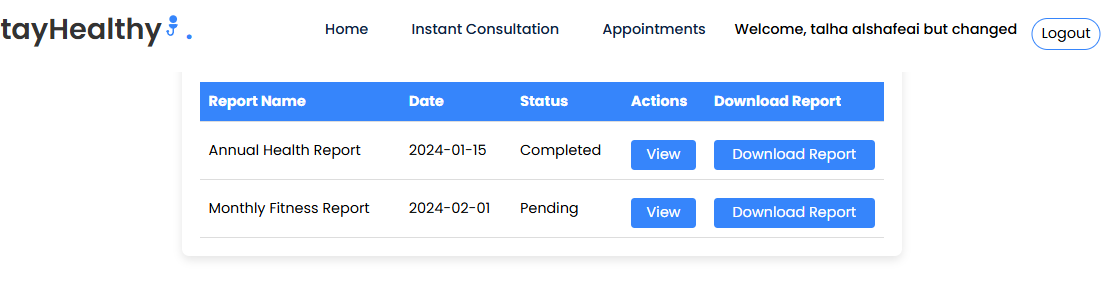 tayHealthy . Home Instant Consultation Appointments Welcome, talha alshafeai but changed Logout
Report Name Date Status Actions Download Report
Annual Health Report 2024-01-15 Completed View Download Report
Monthly Fitness Report 2024-02-01 Pending View Download Report